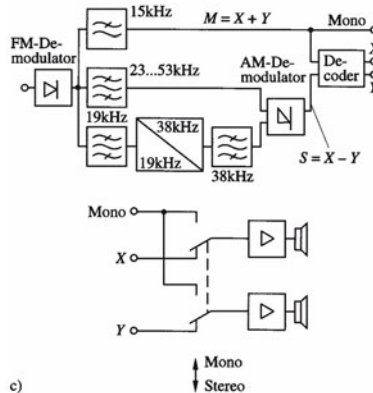 15kHz
M = X + Y
Mono
FM-De-
modulator
23...53kHz
AM-De-
modulator
X
De-
coder
Y
19kHz
38kHz
19kHz
38kHz
S = X – Y
Mono
X
Y
Mono
Stereo
c)